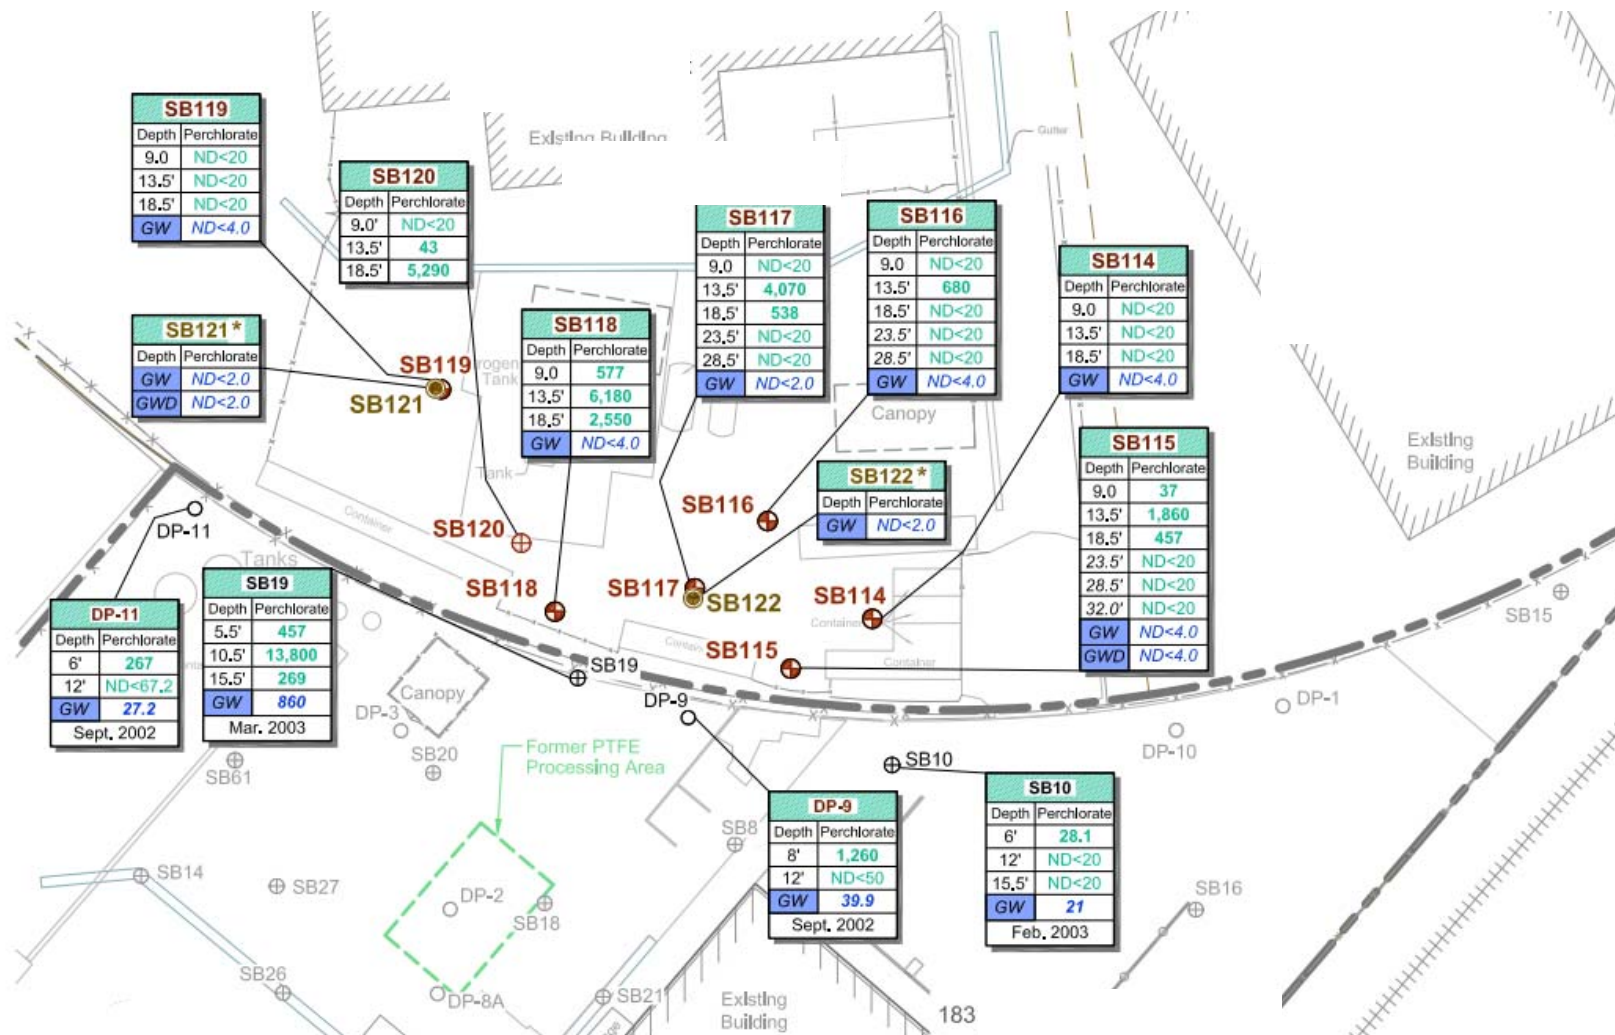 SB119
Depth Perchlorate
9.0 ND<20
13.5' ND<20
18.5' ND<20
GW ND<4.0
Existing Building
Gutter
SB120
Depth Perchlorate
9.0' ND<20
13.5' 43
18.5' 5,290
SB117
Depth Perchlorate
9.0 ND<20
13.5' 4,070
18.5' 538
23.5' ND<20
28.5' ND<20
GW ND<2.0
SB116
Depth Perchlorate
9.0 ND<20
13.5' 680
18.5' ND<20
23.5' ND<20
28.5' ND<20
GW ND<4.0
SB114
Depth Perchlorate
9.0 ND<20
13.5' ND<20
18.5' ND<20
GW ND<4.0
SB121*
Depth Perchlorate
GW ND<2.0
GWD ND<2.0
SB118
Depth Perchlorate
9.0 577
13.5' 6,180
18.5' 2,550
GW ND<4.0
SB119
SB121
rogen
Tank
Tank
Canopy
SB115
Depth Perchlorate
9.0 37
13.5' 1,860
18.5' 457
23.5' ND<20
28.5' ND<20
32.0' ND<20
GW ND<4.0
GWD ND<4.0
Existing
Building
SB122*
Depth Perchlorate
GW ND<2.0
SB116
Container
DP-11
SB120
Tanks
SB118
SB117
SB122
SB114
Container
SB15
DP-11
Depth Perchlorate
6' 267
12' ND<67.2
GW 27.2
Sept. 2002
SB19
Depth Perchlorate
5.5' 457
10.5' 13,800
15.5' 269
GW 860
Mar. 2003
SB115
Container
SB19
Canopy
DP-3
DP-9
DP-1
DP-10
SB20
SB61
Former PTFE
Processing Area
SB10
DP-9
Depth Perchlorate
8' 1,260
12' ND<50
GW 39.9
Sept. 2002
SB10
Depth Perchlorate
6' 28.1
12' ND<20
15.5' ND<20
GW 21
Feb. 2003
SB8
SB14
SB27
DP-2
SB18
SB16
SB26
DP-8A
SB21
Existing
Building
183